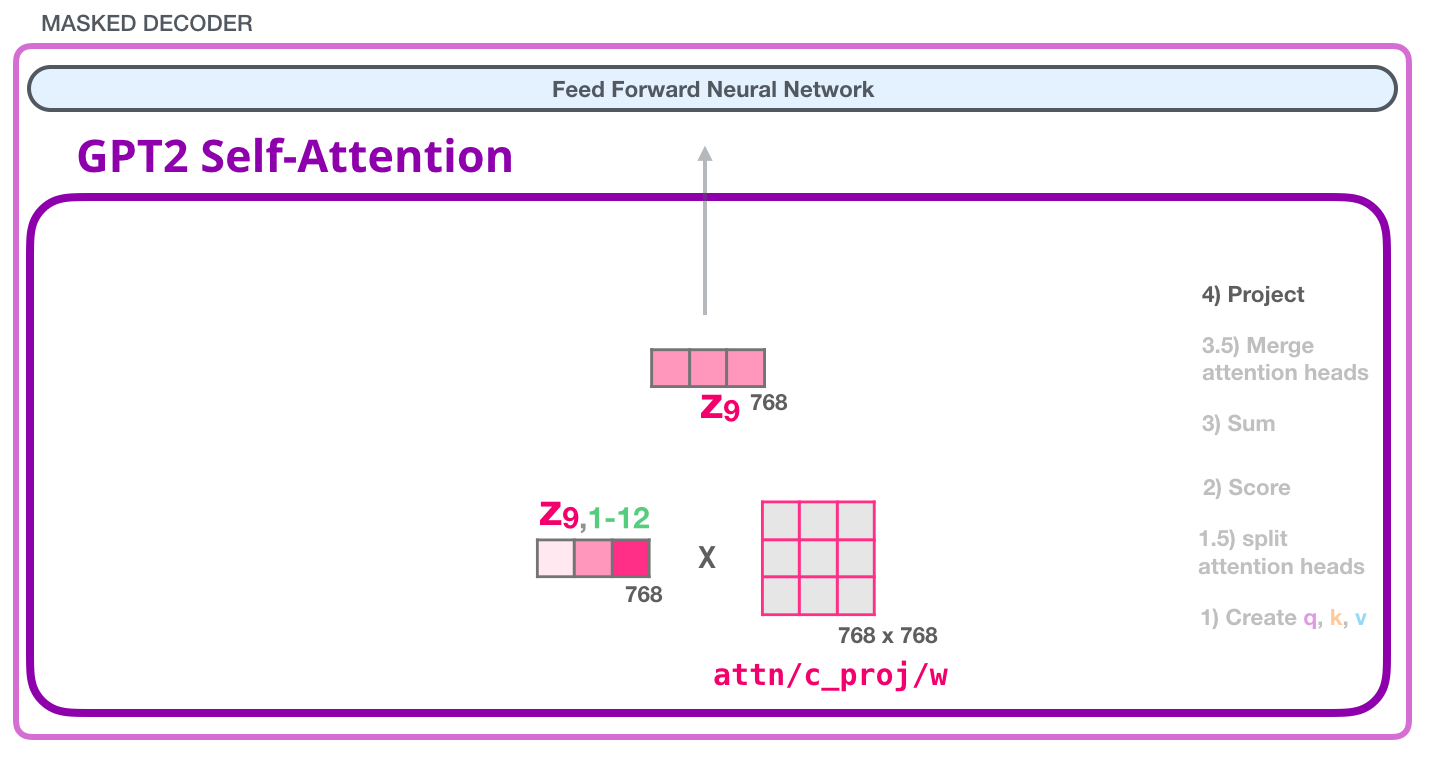 MASKED DECODER
Feed Forward Neural Network
GPT2 Self-Attention
4) Project
3.5) Merge
attention heads
z9 768
3) Sum
2) Score
z9,1-12
1.5) split
attention heads
X
768
1) Create q, k, v
768 x 768
attn/c_proj/w